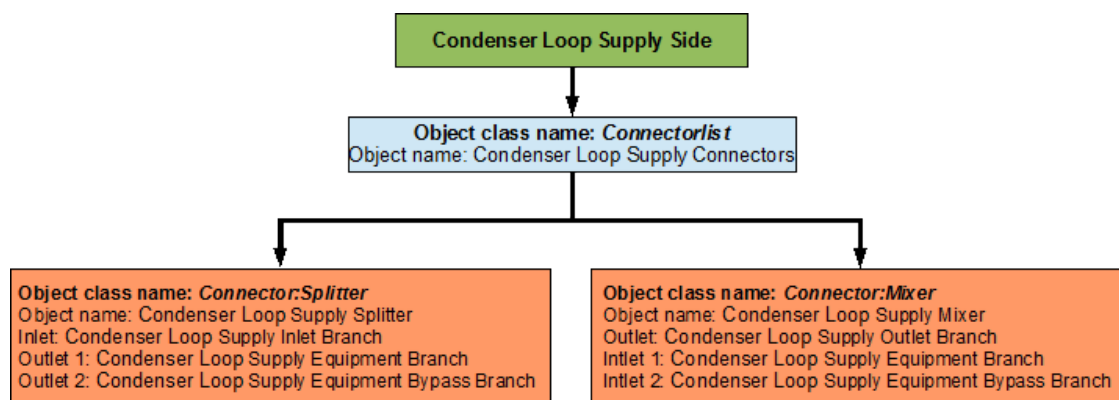 Condenser Loop Supply Side
Object class name: Connectorlist
Object name: Condenser Loop Supply Connectors
Object class name: Connector:Splitter
Object name: Condenser Loop Supply Splitter
Inlet: Condenser Loop Supply Inlet Branch
Outlet 1: Condenser Loop Supply Equipment Branch
Outlet 2: Condenser Loop Supply Equipment Bypass Branch
Object class name: Connector:Mixer
Object name: Condenser Loop Supply Mixer
Outlet: Condenser Loop Supply Outlet Branch
Intlet 1: Condenser Loop Supply Equipment Branch
Intlet 2: Condenser Loop Supply Equipment Bypass Branch